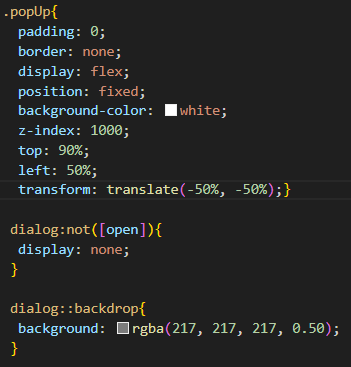 .popUp{
padding: 0;
border: none;
display: flex;
position: fixed;
background-color: white;
z-index: 1000;
top: 90%;
left: 50%;
transform: translate(-50%, -50%);}
dialog:not([open]){
display: none;
}
dialog::backdrop{
background: rgba(217, 217, 217, 0.50);
}